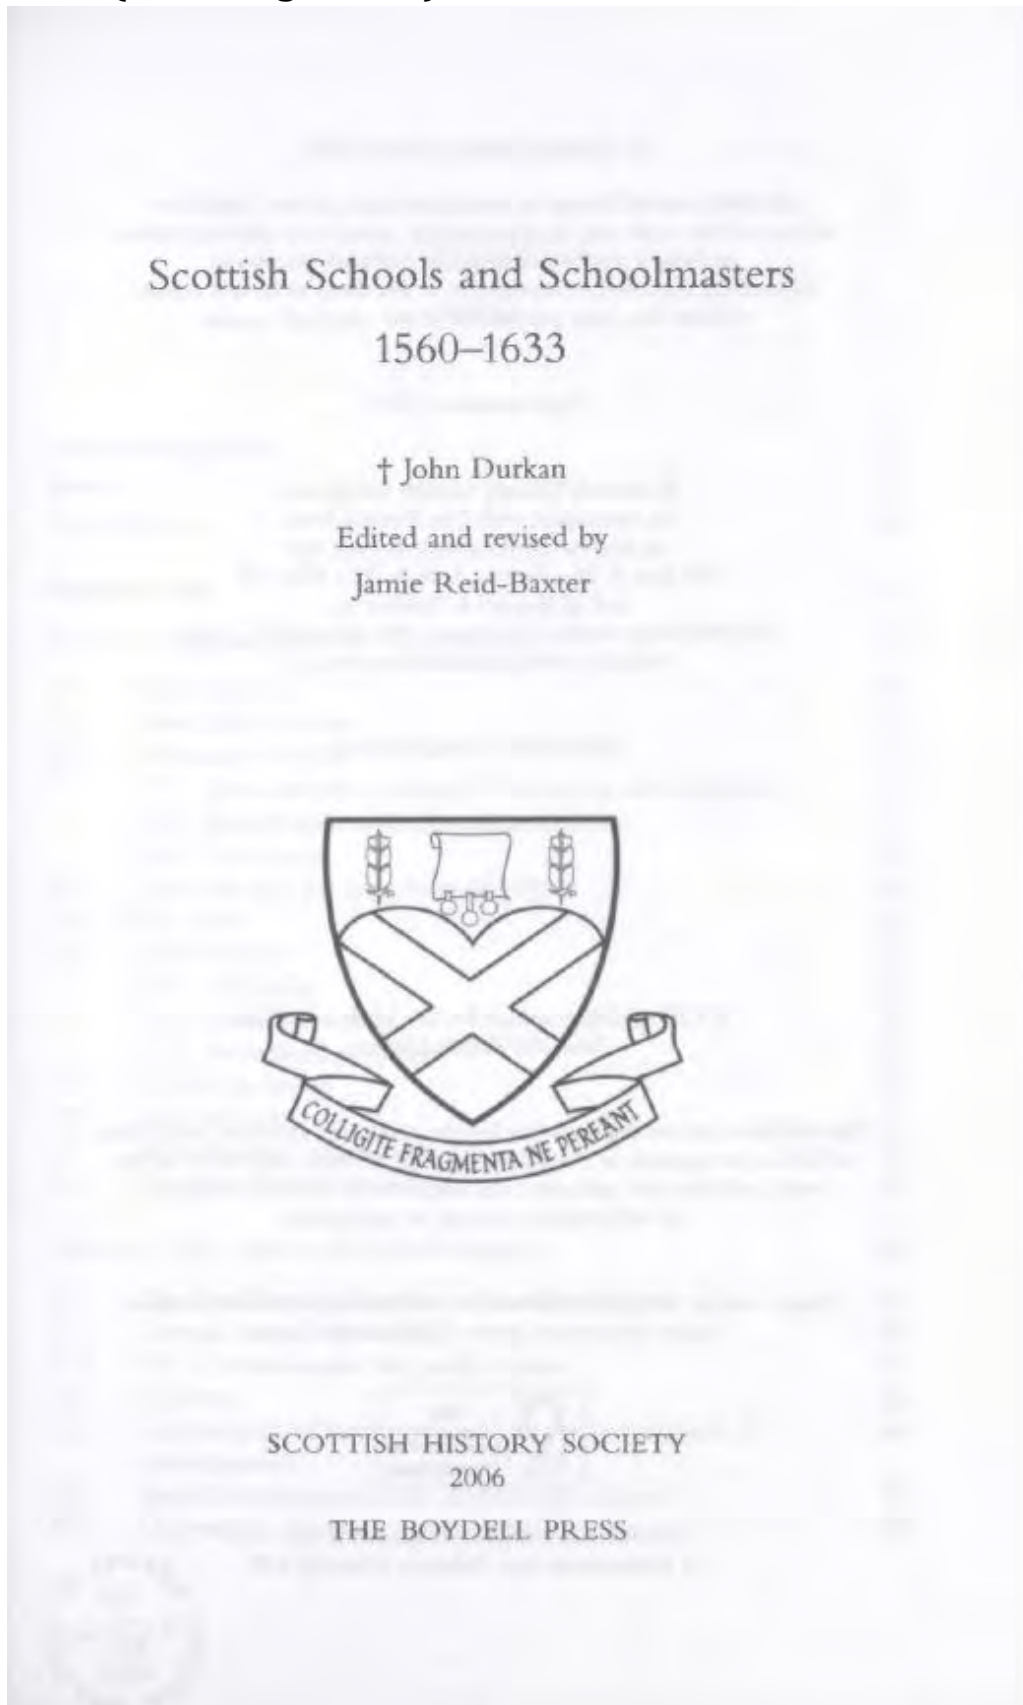 Scottish Schools and Schoolmasters
1560–1633
† John Durkan
Edited and revised by
Jamie Reid-Baxter
COLLIGITE FRAGMENTA NE PEREANT
SCOTTISH HISTORY SOCIETY
2006
THE BOYDELL PRESS